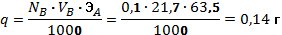 q = (N_B · V_B · Э_A)/1000 = (0,1 · 21,7 · 63,5)/1000 = 0,14 г